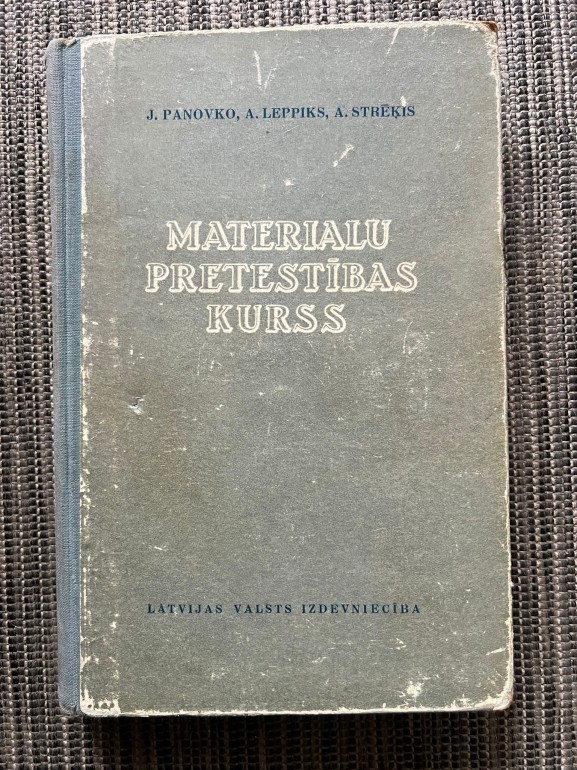 J. PANOVKO, A. LEPPIKS, A. STRĒĶIS
MATERIALU
PRETESTĪBAS
KURSS
LATVIJAS VALSTS IZDEVNIECĪBA